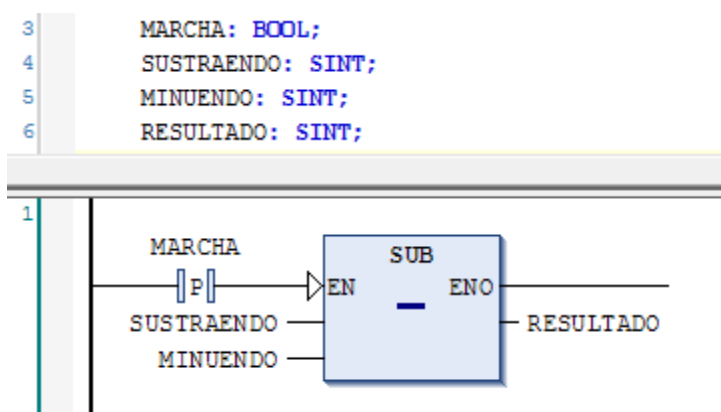 3 MARCHA: BOOL;
4 SUSTRAENDO: SINT;
5 MINUENDO: SINT;
6 RESULTADO: SINT;
1
MARCHA
SUB
P EN ENO
SUSTRAENDO RESULTADO
MINUENDO